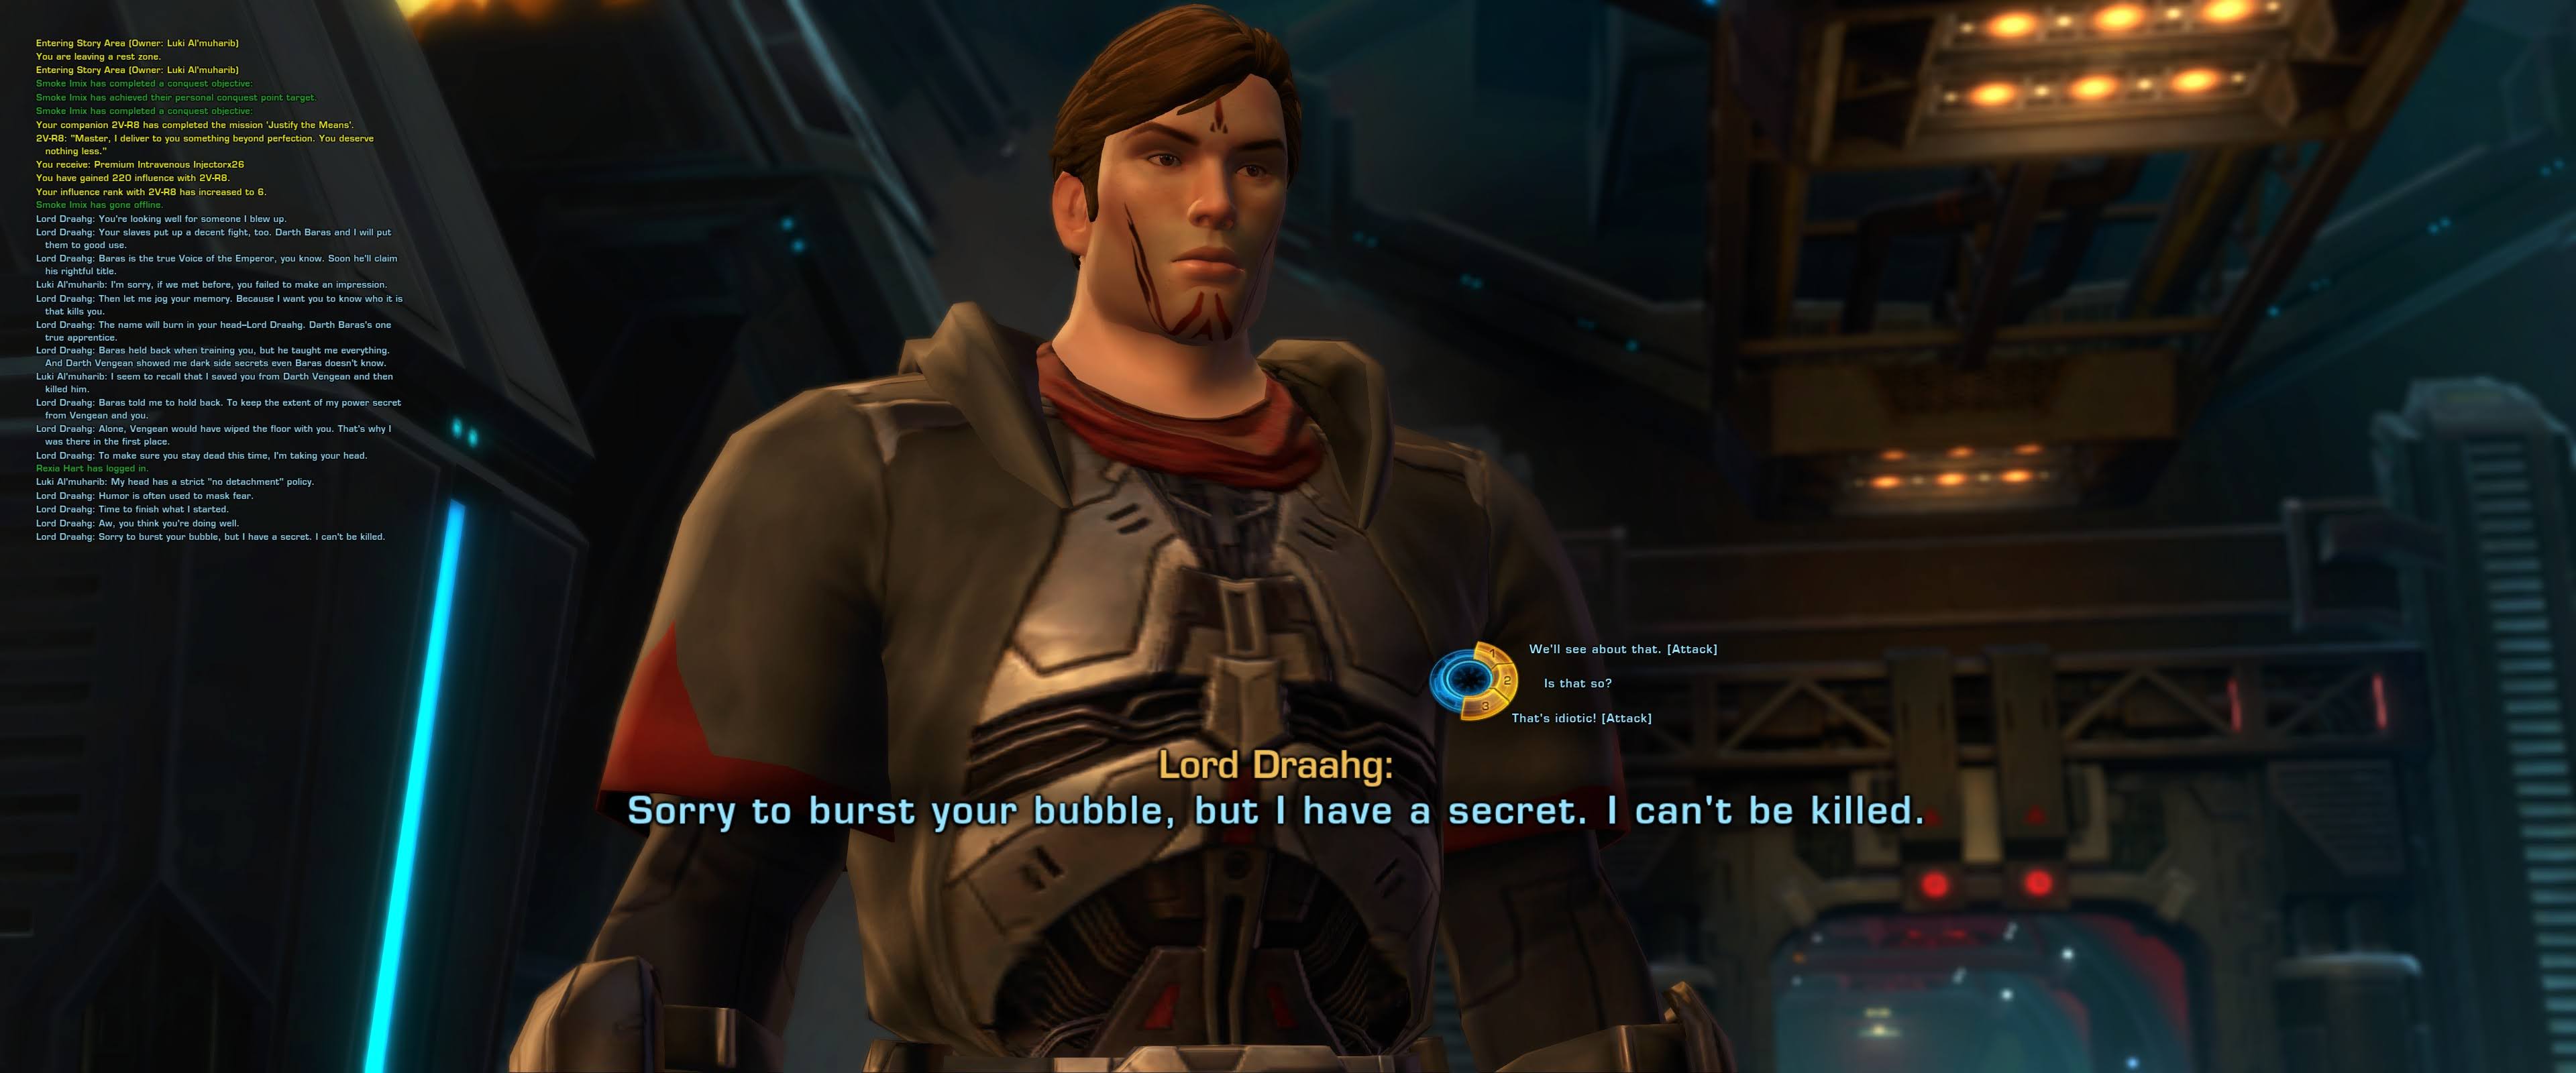 Entering Story Area (Owner: Luki Al'muharib)
You are leaving a rest zone.
Entering Story Area (Owner: Luki Al'muharib)
Smoke Imix has completed a conquest objective:
Smoke Imix has achieved their personal conquest point target.
Smoke Imix has completed a conquest objective:
Your companion 2V-R8 has completed the mission 'Justify the Means'.
2V-R8: "Master, I deliver to you something beyond perfection. You deserve
nothing less."
You receive: Premium Intravenous Injectorx26
You have gained 220 influence with 2V-R8.
Your influence rank with 2V-R8 has increased to 6.
Smoke Imix has gone offline.
Lord Draahg: You're looking well for someone I blew up.
Lord Draahg: Your slaves put up a decent fight, too. Darth Baras and I will put
them to good use.
Lord Draahg: Baras is the true Voice of the Emperor, you know. Soon he'll claim
his rightful title.
Luki Al'muharib: I'm sorry, if we met before, you failed to make an impression.
Lord Draahg: Then let me jog your memory. Because I want you to know who it is
that kills you.
Lord Draahg: The name will burn in your head—Lord Draahg. Darth Baras's one
true apprentice.
Lord Draahg: Baras held back when training you, but he taught me everything.
And Darth Vengean showed me dark side secrets even Baras doesn't know.
Luki Al'muharib: I seem to recall that I saved you from Darth Vengean and then
killed him.
Lord Draahg: Baras told me to hold back. To keep the extent of my power secret
from Vengean and you.
Lord Draahg: Alone, Vengean would have wiped the floor with you. That's why I
was there in the first place.
Lord Draahg: To make sure you stay dead this time, I'm taking your head.
Rexia Hart has logged in.
Luki Al'muharib: My head has a strict "no detachment" policy.
Lord Draahg: Humor is often used to mask fear.
Lord Draahg: Time to finish what I started.
Lord Draahg: Aw, you think you're doing well.
Lord Draahg: Sorry to burst your bubble, but I have a secret. I can't be killed.
1 We'll see about that. [Attack]
2 Is that so?
3 That's idiotic! [Attack]
Lord Draahg:
Sorry to burst your bubble, but I have a secret. I can't be killed.